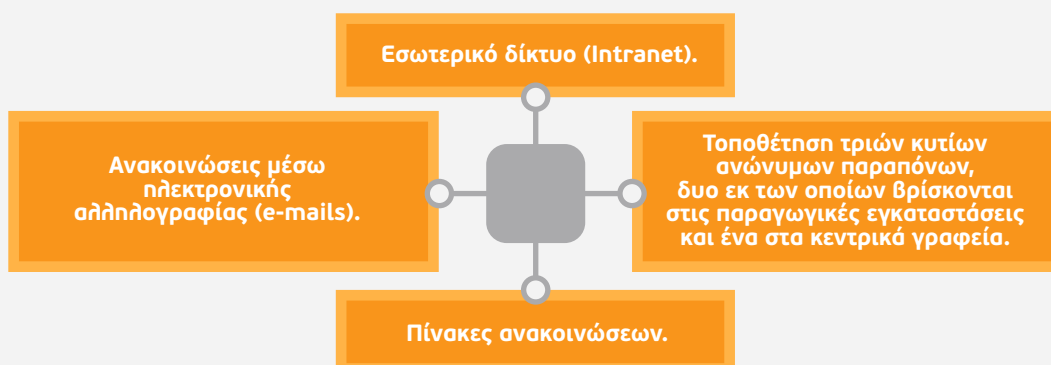 Εσωτερικό δίκτυο (Intranet).
Ανακοινώσεις μέσω
ηλεκτρονικής
αλληλογραφίας (e-mails).
Τοποθέτηση τριών κυτίων
ανώνυμων παραπόνων,
δυο εκ των οποίων βρίσκονται
στις παραγωγικές εγκαταστάσεις
και ένα στα κεντρικά γραφεία.
Πίνακες ανακοινώσεων.